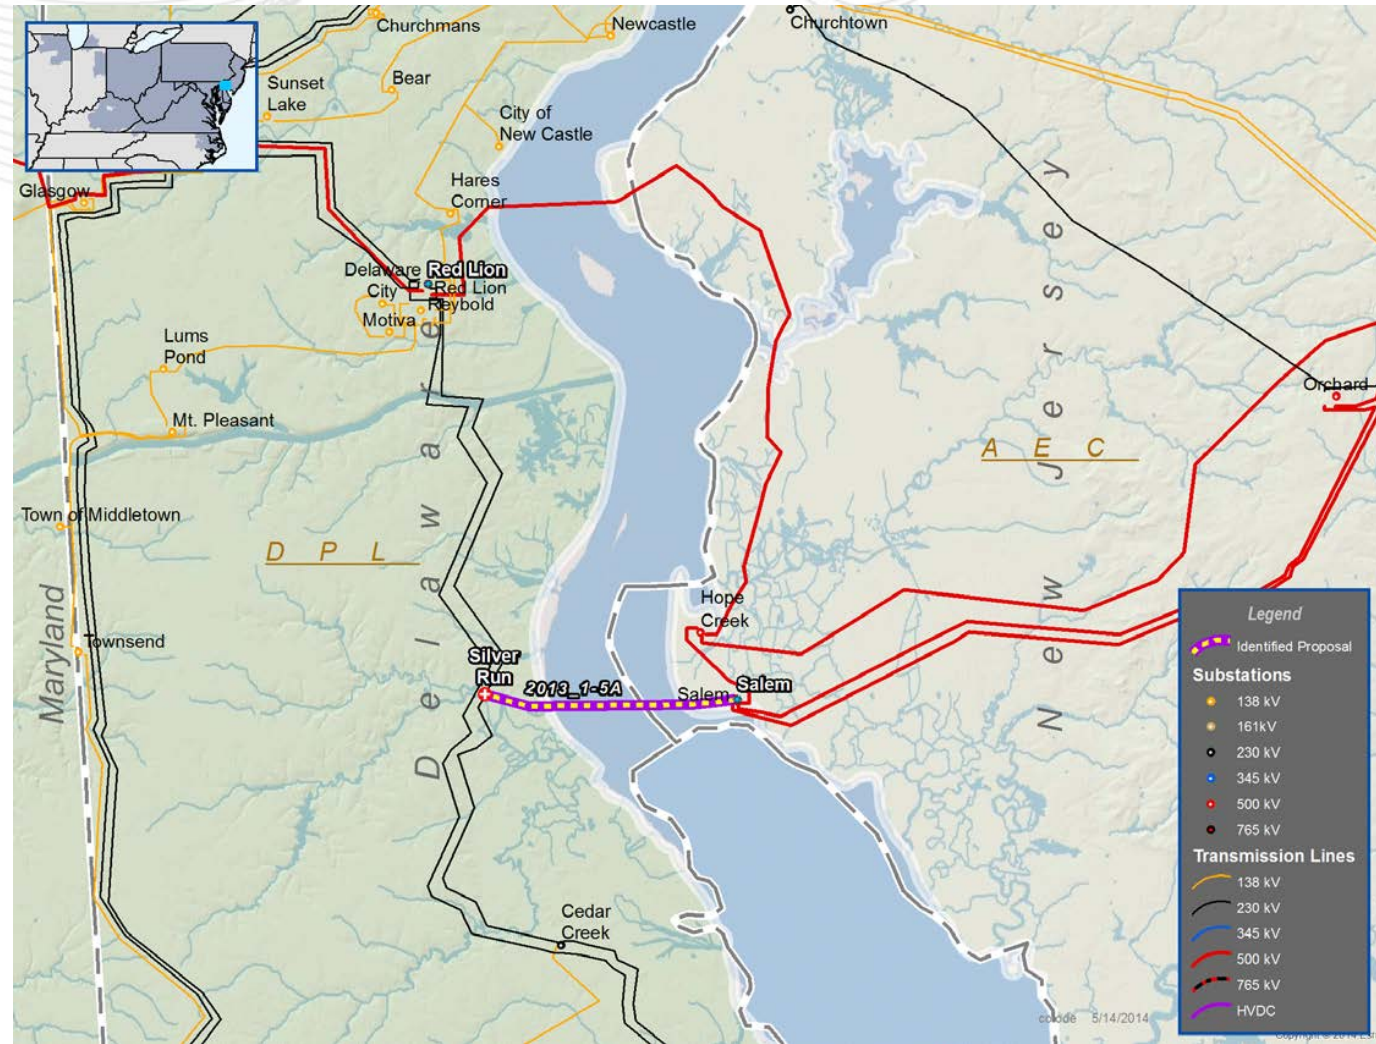 Churchmans
Newcastle
Churchtown
Sunset
Lake
Bear
City of
New Castle
Glasgow
Hares
Corner
Delaware
City
Red Lion
Red Lion
Reybold
Motiva
Lums
Pond
Mt. Pleasant
Orchard
New Jersey
AEC
Town of Middletown
DPL
Delaware
Maryland
Townsend
Hope
Creek
Silver
Run
2013_1-5A
Salem
Salem
Cedar
Creek
Legend
Identified Proposal
Substations
138 kV
161kV
230 kV
345 kV
500 kV
765 kV
Transmission Lines
138 kV
230 kV
345 kV
500 kV
765 kV
HVDC
5/14/2014